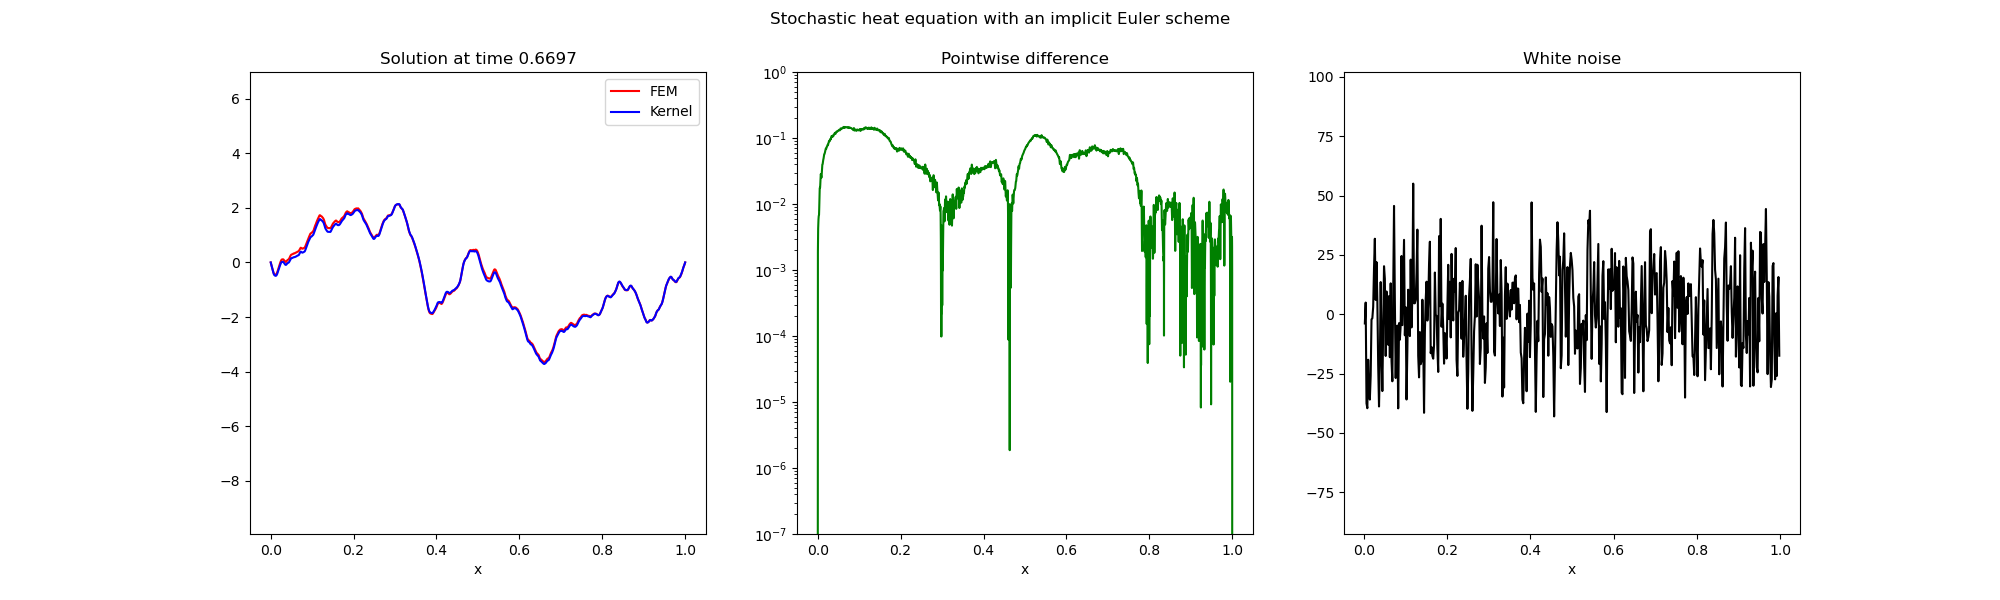 Stochastic heat equation with an implicit Euler scheme
Solution at time 0.6697
FEM
Kernel
6
4
2
0
−2
−4
−6
−8
0.0 0.2 0.4 0.6 0.8 1.0
x
Pointwise difference
10⁰
10⁻¹
10⁻²
10⁻³
10⁻⁴
10⁻⁵
10⁻⁶
10⁻⁷
0.0 0.2 0.4 0.6 0.8 1.0
x
White noise
100
75
50
25
0
−25
−50
−75
0.0 0.2 0.4 0.6 0.8 1.0
x